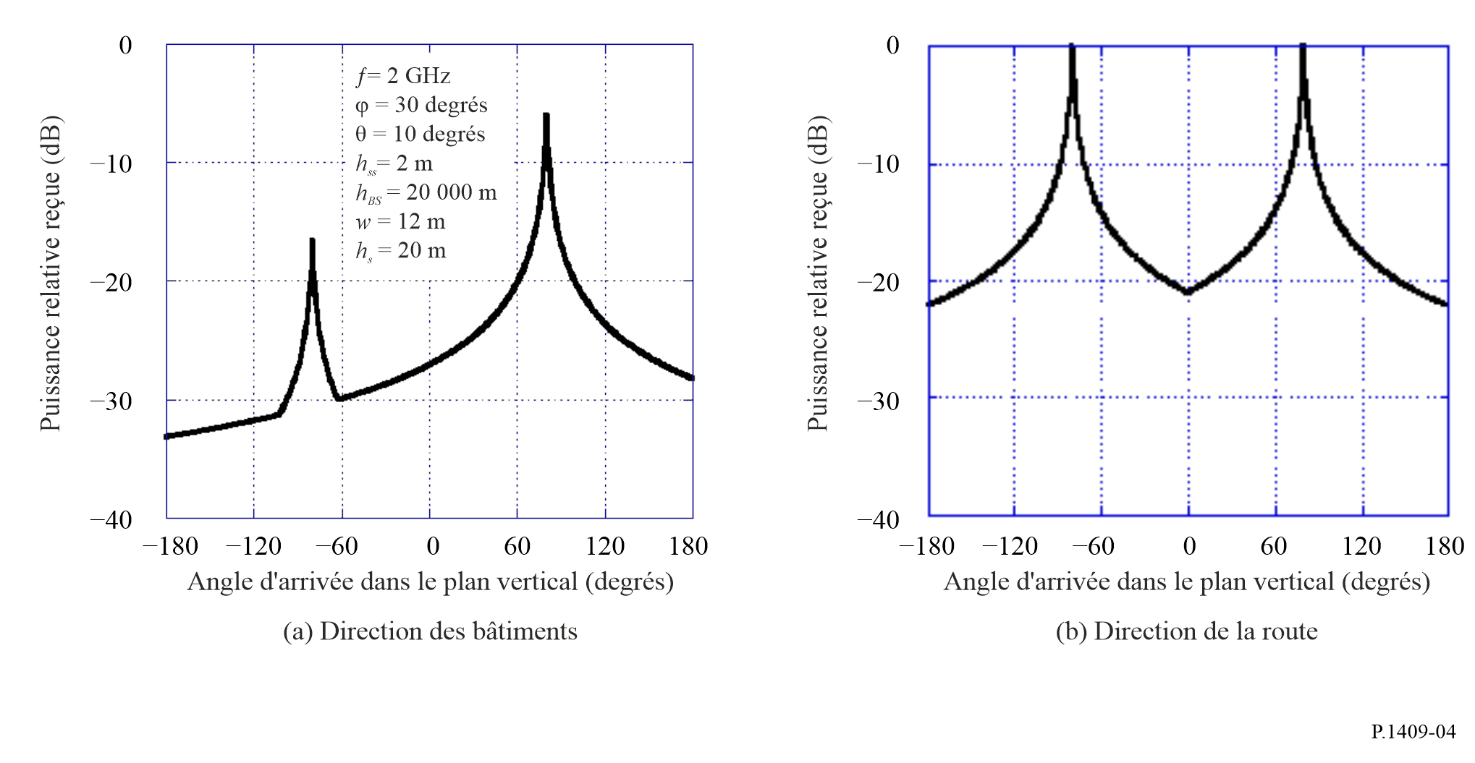 0
−10
−20
−30
−40
Puissance relative reçue (dB)
f= 2 GHz
φ = 30 degrés
θ = 10 degrés
hss = 2 m
hBS = 20 000 m
w = 12 m
hs = 20 m
−180 −120 −60 0 60 120 180
Angle d'arrivée dans le plan vertical (degrés)
(a) Direction des bâtiments
0
−10
−20
−30
−40
Puissance relative reçue (dB)
−180 −120 −60 0 60 120 180
Angle d'arrivée dans le plan vertical (degrés)
(b) Direction de la route
P.1409-04